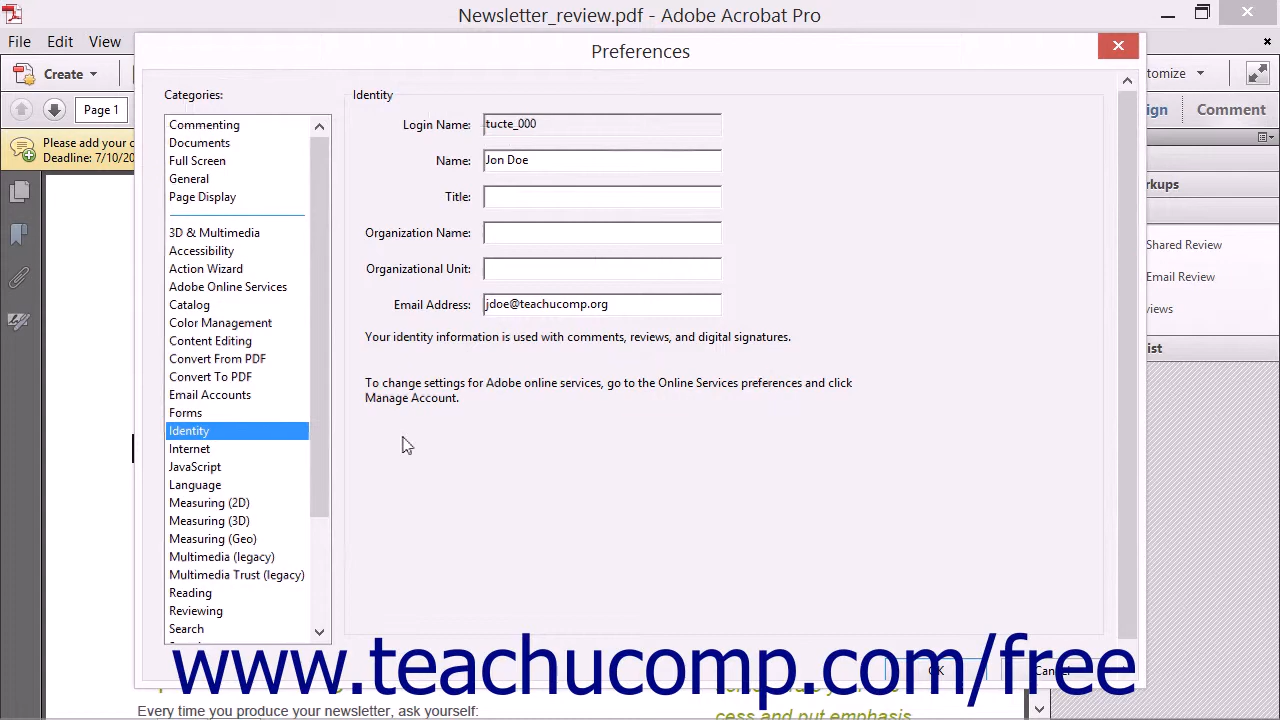 Newsletter_review.pdf - Adobe Acrobat Pro
File Edit View
Preferences
Create
Page 1
Comment
Please add your
Deadline: 7/10/20
Categories:
Commenting
Documents
Full Screen
General
Page Display
3D & Multimedia
Accessibility
Action Wizard
Adobe Online Services
Catalog
Color Management
Content Editing
Convert From PDF
Convert To PDF
Email Accounts
Forms
Identity
Internet
JavaScript
Language
Measuring (2D)
Measuring (3D)
Measuring (Geo)
Multimedia (legacy)
Multimedia Trust (legacy)
Reading
Reviewing
Search
Identity
Login Name: tucte_000
Name: Jon Doe
Title:
Organization Name:
Organizational Unit:
Email Address: jdoe@teachucomp.org
Your identity information is used with comments, reviews, and digital signatures.
To change settings for Adobe online services, go to the Online Services preferences and click
Manage Account.
Shared Review
Email Review
OK Cancel
www.teachucomp.com/free
Every time you produce your newsletter, ask yourself:
cess and put emphasis